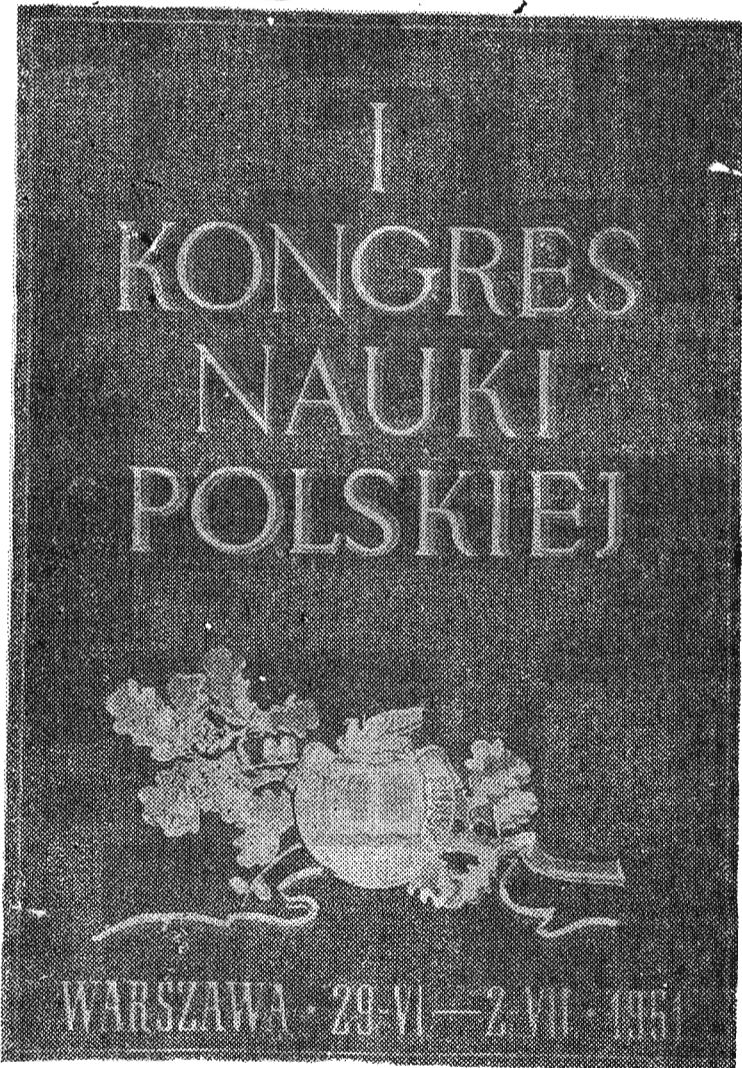 I
KONGRES
NAUKI
POLSKIEJ
WARSZAWA · 29-VI — 2 VII · 1951